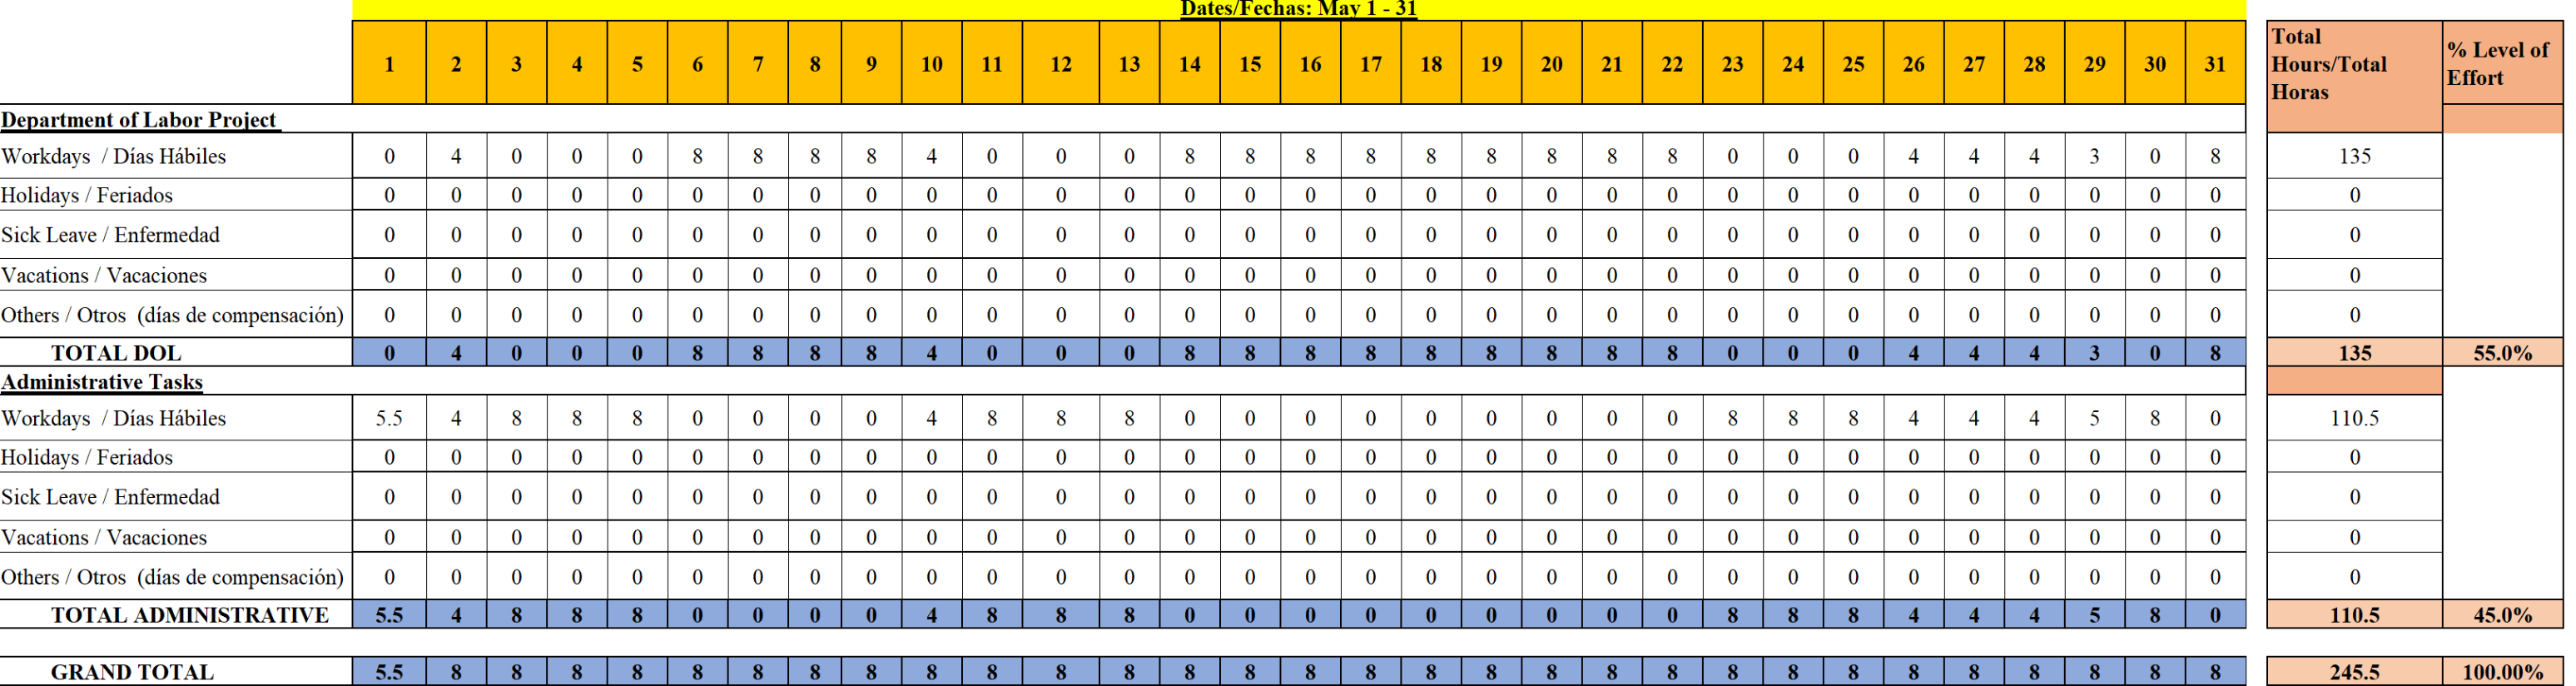 Dates/Fechas: May 1 - 31
1 2 3 4 5 6 7 8 9 10 11 12 13 14 15 16 17 18 19 20 21 22 23 24 25 26 27 28 29 30 31 Total Hours/Total Horas % Level of Effort
Department of Labor Project
Workdays / Días Hábiles 0 4 0 0 0 8 8 8 8 4 0 0 0 8 8 8 8 8 8 8 8 8 0 0 0 4 4 4 3 0 8 135
Holidays / Feriados 0 0 0 0 0 0 0 0 0 0 0 0 0 0 0 0 0 0 0 0 0 0 0 0 0 0 0 0 0 0 0 0
Sick Leave / Enfermedad 0 0 0 0 0 0 0 0 0 0 0 0 0 0 0 0 0 0 0 0 0 0 0 0 0 0 0 0 0 0 0 0
Vacations / Vacaciones 0 0 0 0 0 0 0 0 0 0 0 0 0 0 0 0 0 0 0 0 0 0 0 0 0 0 0 0 0 0 0 0
Others / Otros (días de compensación) 0 0 0 0 0 0 0 0 0 0 0 0 0 0 0 0 0 0 0 0 0 0 0 0 0 0 0 0 0 0 0 0
TOTAL DOL 0 4 0 0 0 8 8 8 8 4 0 0 0 8 8 8 8 8 8 8 8 8 0 0 0 4 4 4 3 0 8 135 55.0%
Administrative Tasks
Workdays / Días Hábiles 5.5 4 8 8 8 0 0 0 0 4 8 8 8 0 0 0 0 0 0 0 0 0 8 8 8 4 4 4 5 8 0 110.5
Holidays / Feriados 0 0 0 0 0 0 0 0 0 0 0 0 0 0 0 0 0 0 0 0 0 0 0 0 0 0 0 0 0 0 0 0
Sick Leave / Enfermedad 0 0 0 0 0 0 0 0 0 0 0 0 0 0 0 0 0 0 0 0 0 0 0 0 0 0 0 0 0 0 0 0
Vacations / Vacaciones 0 0 0 0 0 0 0 0 0 0 0 0 0 0 0 0 0 0 0 0 0 0 0 0 0 0 0 0 0 0 0 0
Others / Otros (días de compensación) 0 0 0 0 0 0 0 0 0 0 0 0 0 0 0 0 0 0 0 0 0 0 0 0 0 0 0 0 0 0 0 0
TOTAL ADMINISTRATIVE 5.5 4 8 8 8 0 0 0 0 4 8 8 8 0 0 0 0 0 0 0 0 0 8 8 8 4 4 4 5 8 0 110.5 45.0%
GRAND TOTAL 5.5 8 8 8 8 8 8 8 8 8 8 8 8 8 8 8 8 8 8 8 8 8 8 8 8 8 8 8 8 8 8 245.5 100.00%